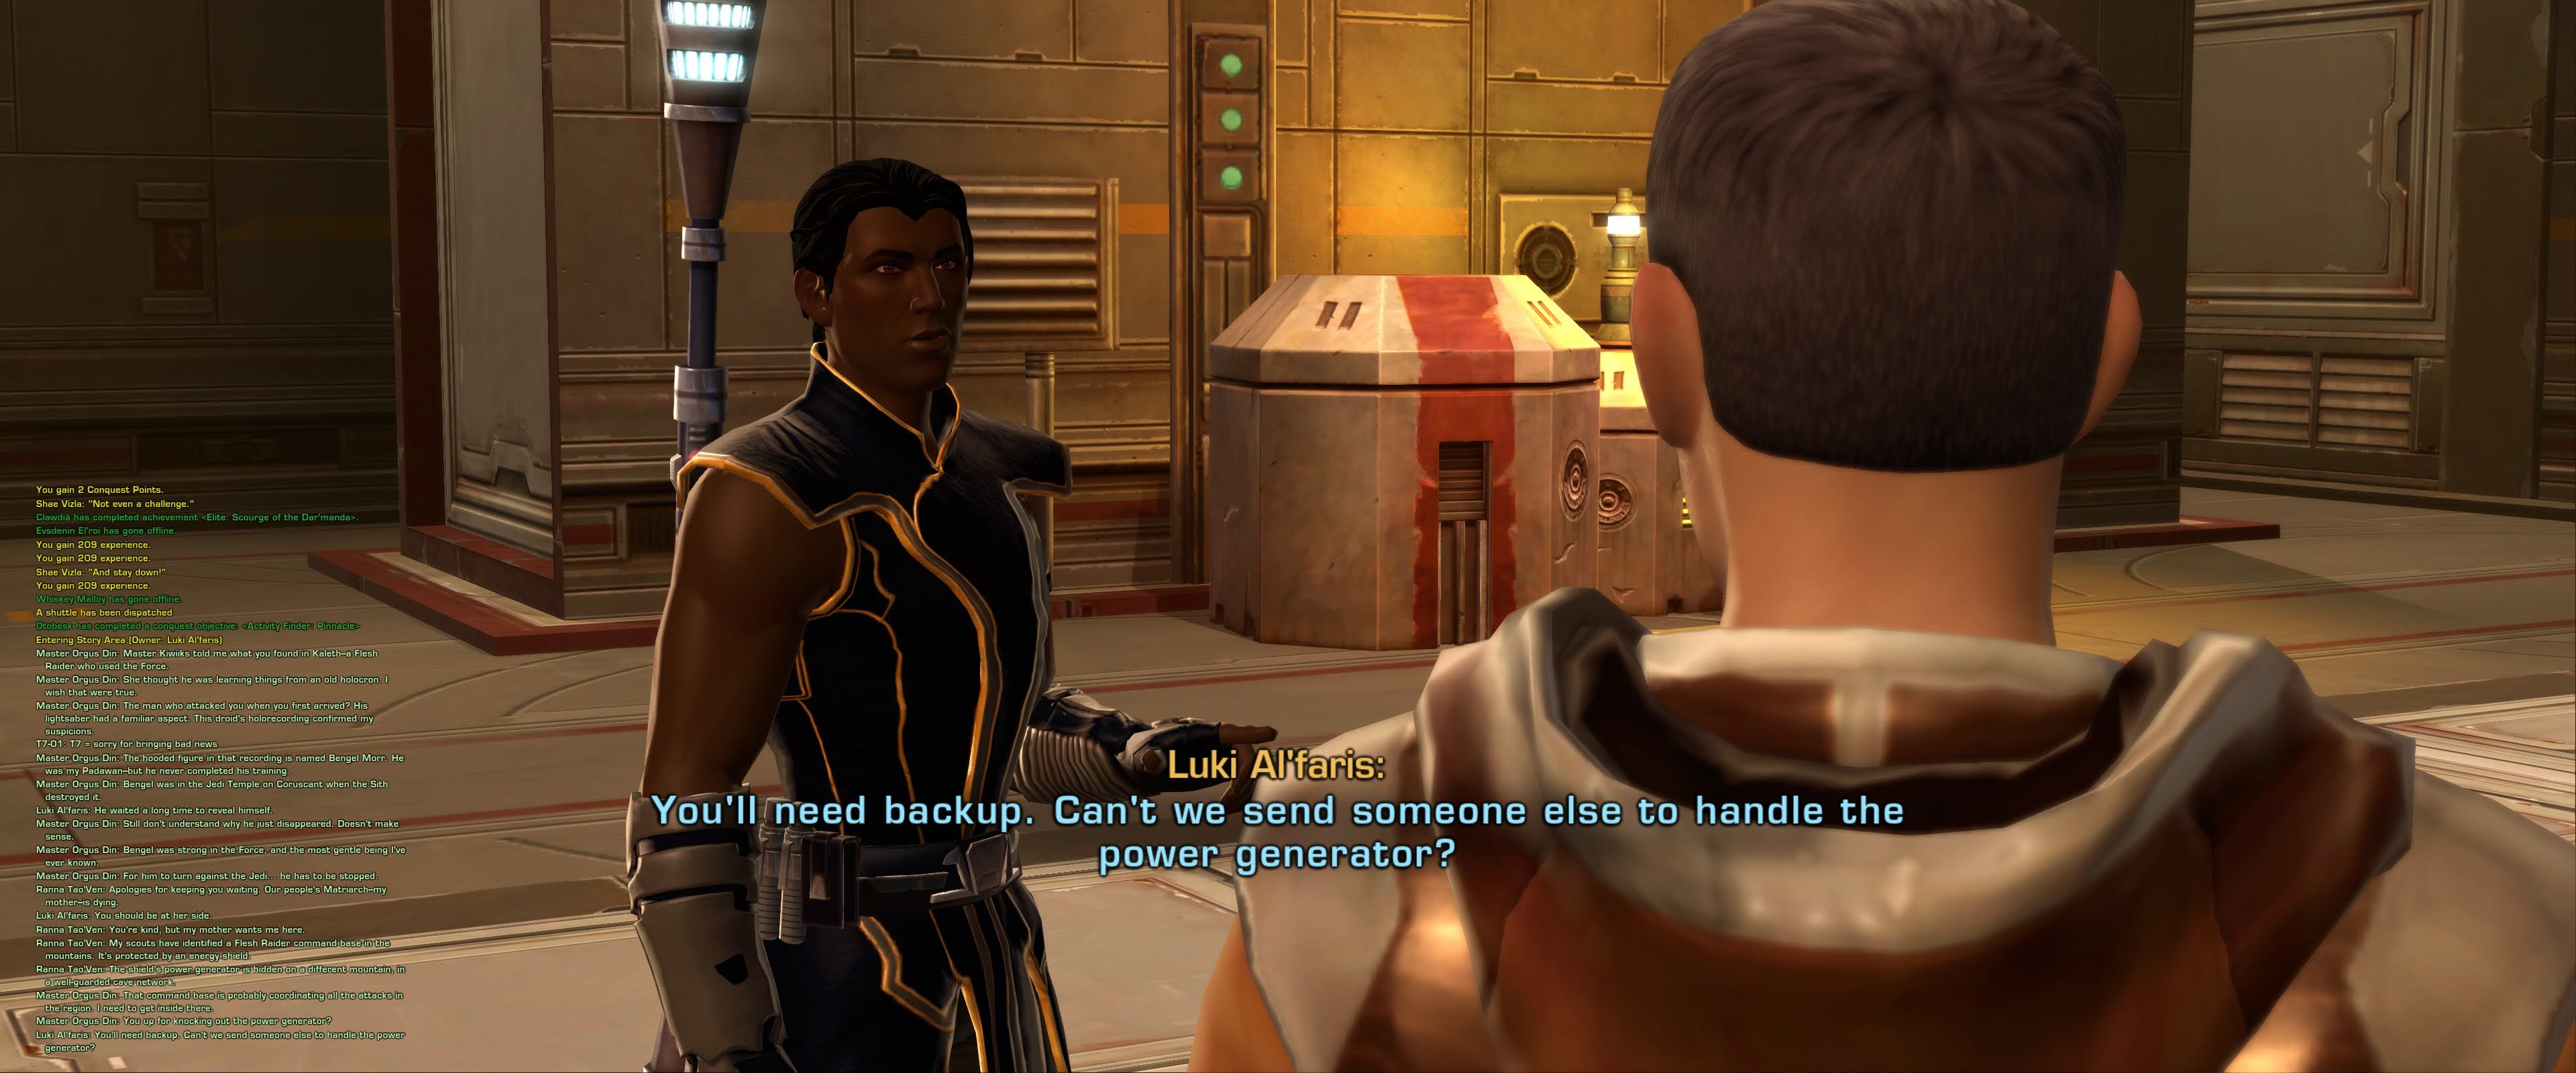 You gain 2 Conquest Points.
Shae Vizla: "Not even a challenge."
Clawdiâ has completed achievement <Elite: Scourge of the Dar'manda>.
Evsdenin El'roi has gone offline.
You gain 209 experience.
You gain 209 experience.
Shae Vizla: "And stay down!"
You gain 209 experience.
Whiskey Malloy has gone offline.
A shuttle has been dispatched
Otobesk has completed a conquest objective: <Activity Finder: Pinnacle>
Entering Story Area (Owner: Luki Al'faris)
Master Orgus Din: Master Kiwiiks told me what you found in Kaleth—a Flesh
Raider who used the Force.
Master Orgus Din: She thought he was learning things from an old holocron. I
wish that were true.
Master Orgus Din: The man who attacked you when you first arrived? His
lightsaber had a familiar aspect. This droid's holorecording confirmed my
suspicions.
T7-01: T7 = sorry for bringing bad news
Master Orgus Din: The hooded figure in that recording is named Bengel Morr. He
was my Padawan—but he never completed his training.
Master Orgus Din: Bengel was in the Jedi Temple on Coruscant when the Sith
destroyed it.
Luki Al'faris: He waited a long time to reveal himself.
Master Orgus Din: Still don't understand why he just disappeared. Doesn't make
sense.
Master Orgus Din: Bengel was strong in the Force, and the most gentle being I've
ever known.
Master Orgus Din: For him to turn against the Jedi... he has to be stopped.
Ranna Tao'Ven: Apologies for keeping you waiting. Our people's Matriarch—my
mother—is dying.
Luki Al'faris: You should be at her side.
Ranna Tao'Ven: You're kind, but my mother wants me here.
Ranna Tao'Ven: My scouts have identified a Flesh Raider command base in the
mountains. It's protected by an energy shield.
Ranna Tao'Ven: The shield's power generator is hidden on a different mountain, in
a well-guarded cave network.
Master Orgus Din: That command base is probably coordinating all the attacks in
the region. I need to get inside there.
Master Orgus Din: You up for knocking out the power generator?
Luki Al'faris: You'll need backup. Can't we send someone else to handle the power
generator?
Luki Al'faris:
You'll need backup. Can't we send someone else to handle the
power generator?